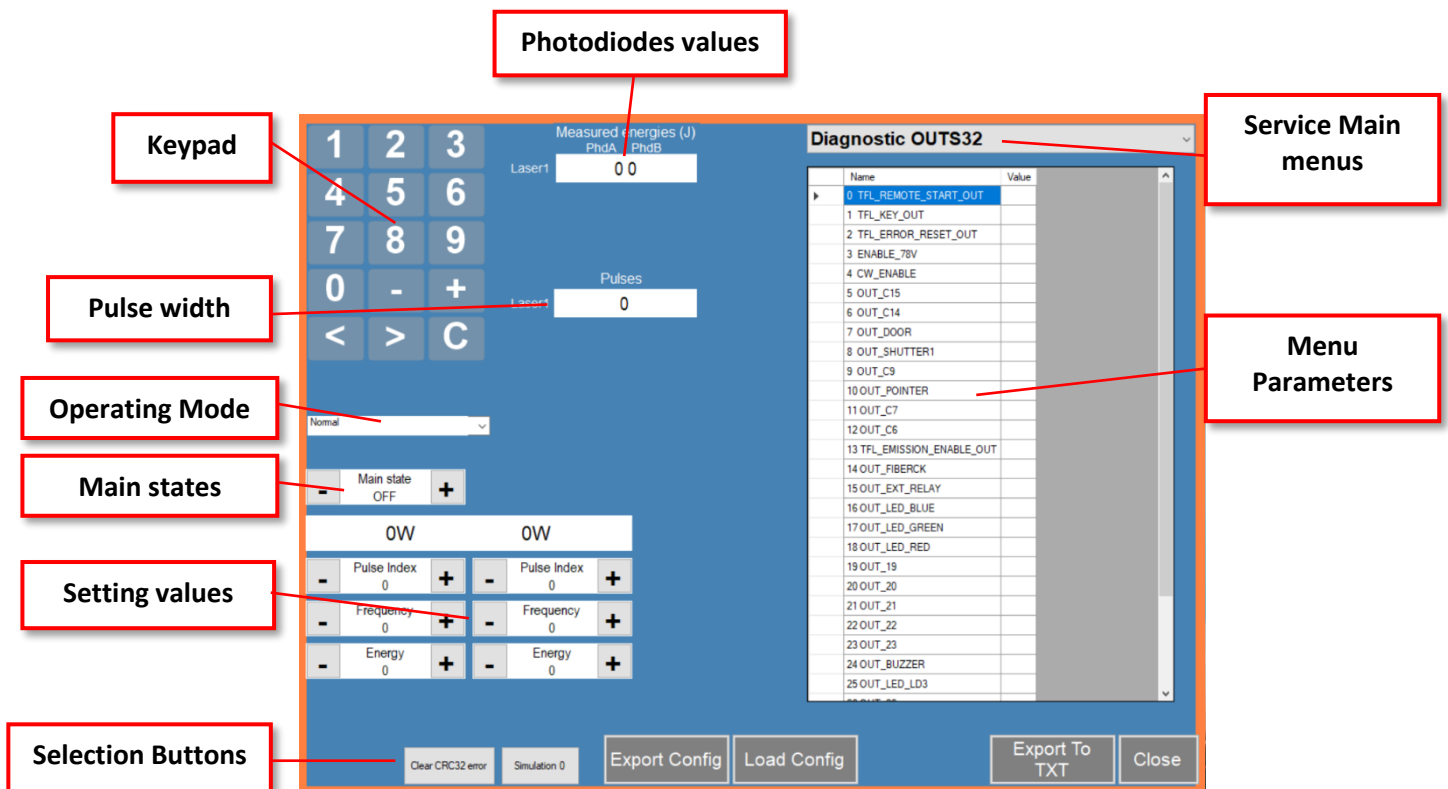 Photodiodes values
Keypad
Service Main
menus
Pulse width
Operating Mode
Main states
Menu
Parameters
Setting values
Selection Buttons
1 2 3
4 5 6
7 8 9
0 - +
< > C
Measured energies (J)
PhdA PhdB
Laser1 0 0
Pulses
Laser1 0
Normal
- Main state +
OFF
0W 0W
- Pulse Index + - Pulse Index +
0 0
- Frequency + - Frequency +
0 0
- Energy + - Energy +
0 0
Diagnostic OUTS32
Name Value
0 TFL_REMOTE_START_OUT
1 TFL_KEY_OUT
2 TFL_ERROR_RESET_OUT
3 ENABLE_78V
4 CW_ENABLE
5 OUT_C15
6 OUT_C14
7 OUT_DOOR
8 OUT_SHUTTER1
9 OUT_C9
10 OUT_POINTER
11 OUT_C7
12 OUT_C6
13 TFL_EMISSION_ENABLE_OUT
14 OUT_FIBERCK
15 OUT_EXT_RELAY
16 OUT_LED_BLUE
17 OUT_LED_GREEN
18 OUT_LED_RED
19 OUT_19
20 OUT_20
21 OUT_21
22 OUT_22
23 OUT_23
24 OUT_BUZZER
25 OUT_LED_LD3
Clear CRC32 error
Simulation 0
Export Config
Load Config
Export To
TXT
Close